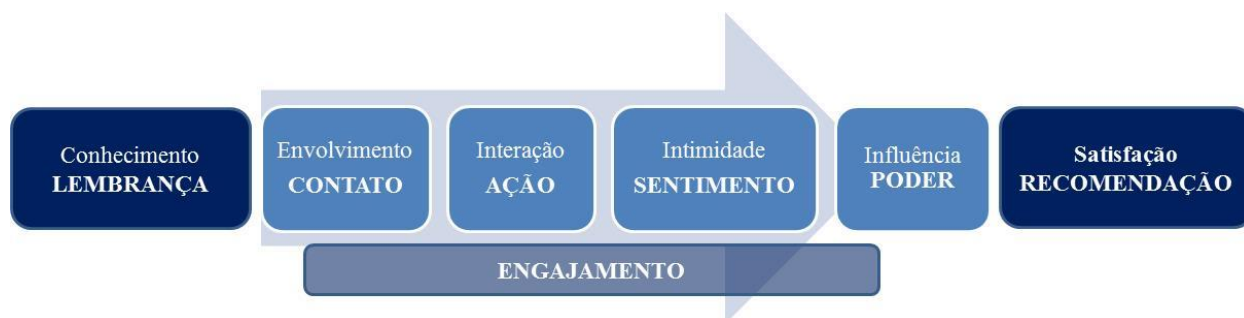 Conhecimento
LEMBRANÇA
Envolvimento
CONTATO
Interação
AÇÃO
Intimidade
SENTIMENTO
Influência
PODER
Satisfação
RECOMENDAÇÃO
ENGAJAMENTO